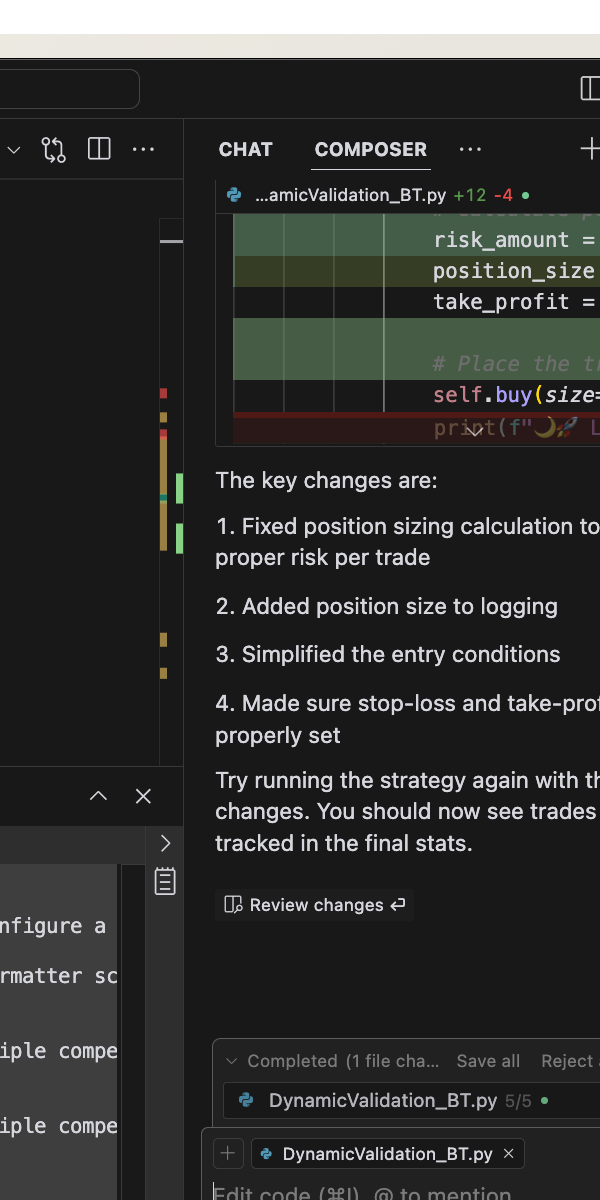 CHAT COMPOSER
...amicValidation_BT.py +12 -4
risk_amount =
position_size
take_profit =
# Place the tr
self.buy(size=
print(f"🌙🚀 L
The key changes are:
1. Fixed position sizing calculation to
proper risk per trade
2. Added position size to logging
3. Simplified the entry conditions
4. Made sure stop-loss and take-prof
properly set
Try running the strategy again with th
changes. You should now see trades
tracked in the final stats.
Review changes
nfigure a
rmatter sc
iple compe
iple compe
Completed (1 file cha... Save all Reject
DynamicValidation_BT.py 5/5
DynamicValidation_BT.py
Edit code (⌘I), @ to mention